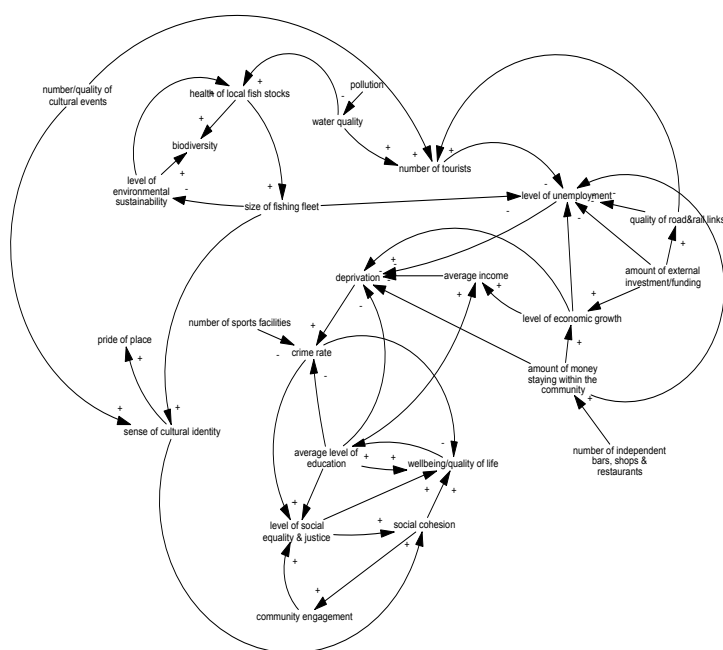 number/quality of
cultural events
health of local fish stocks
pollution
water quality
biodiversity
number of tourists
level of
environmental
sustainability
size of fishing fleet
level of unemployment
quality of road&rail links
deprivation
average income
amount of external
investment/funding
number of sports facilities
level of economic growth
pride of place
crime rate
amount of money
staying within the
community
sense of cultural identity
average level of
education
wellbeing/quality of life
number of independent
bars, shops &
restaurants
level of social
equality & justice
social cohesion
community engagement